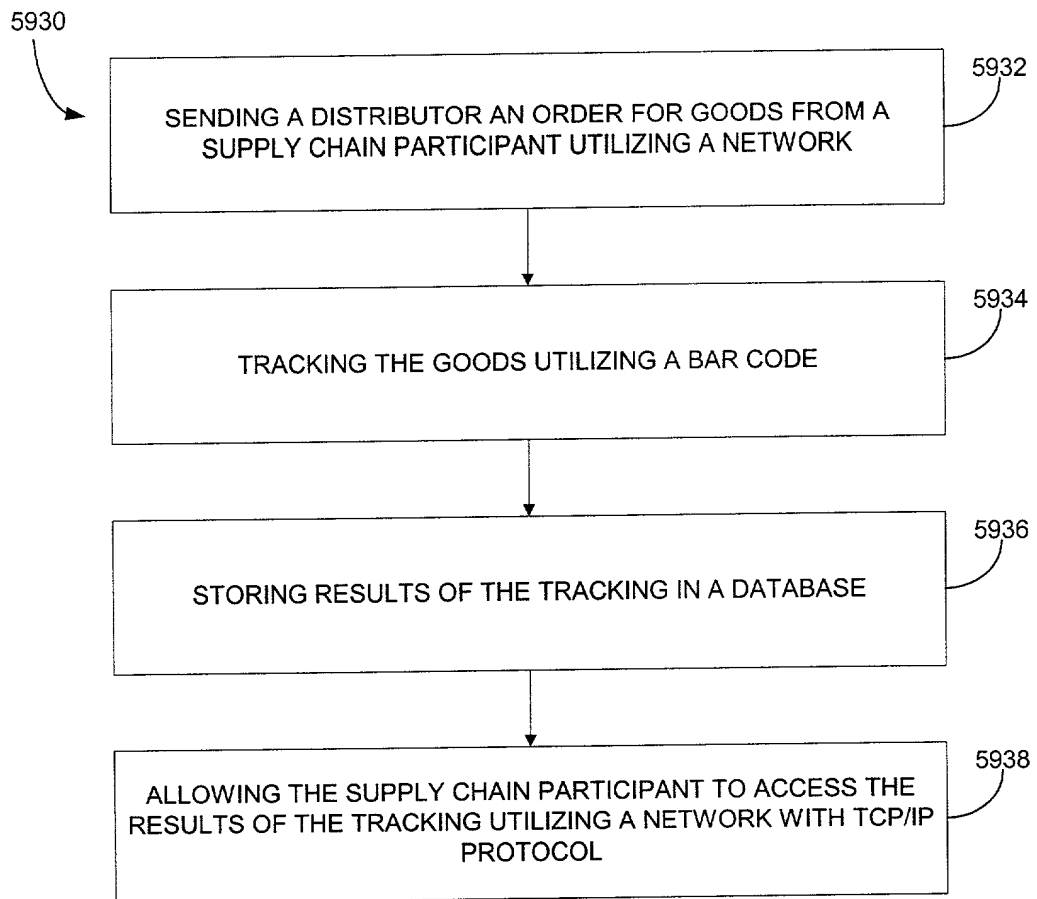 5930
5932
SENDING A DISTRIBUTOR AN ORDER FOR GOODS FROM A
SUPPLY CHAIN PARTICIPANT UTILIZING A NETWORK
5934
TRACKING THE GOODS UTILIZING A BAR CODE
5936
STORING RESULTS OF THE TRACKING IN A DATABASE
5938
ALLOWING THE SUPPLY CHAIN PARTICIPANT TO ACCESS THE
RESULTS OF THE TRACKING UTILIZING A NETWORK WITH TCP/IP
PROTOCOL